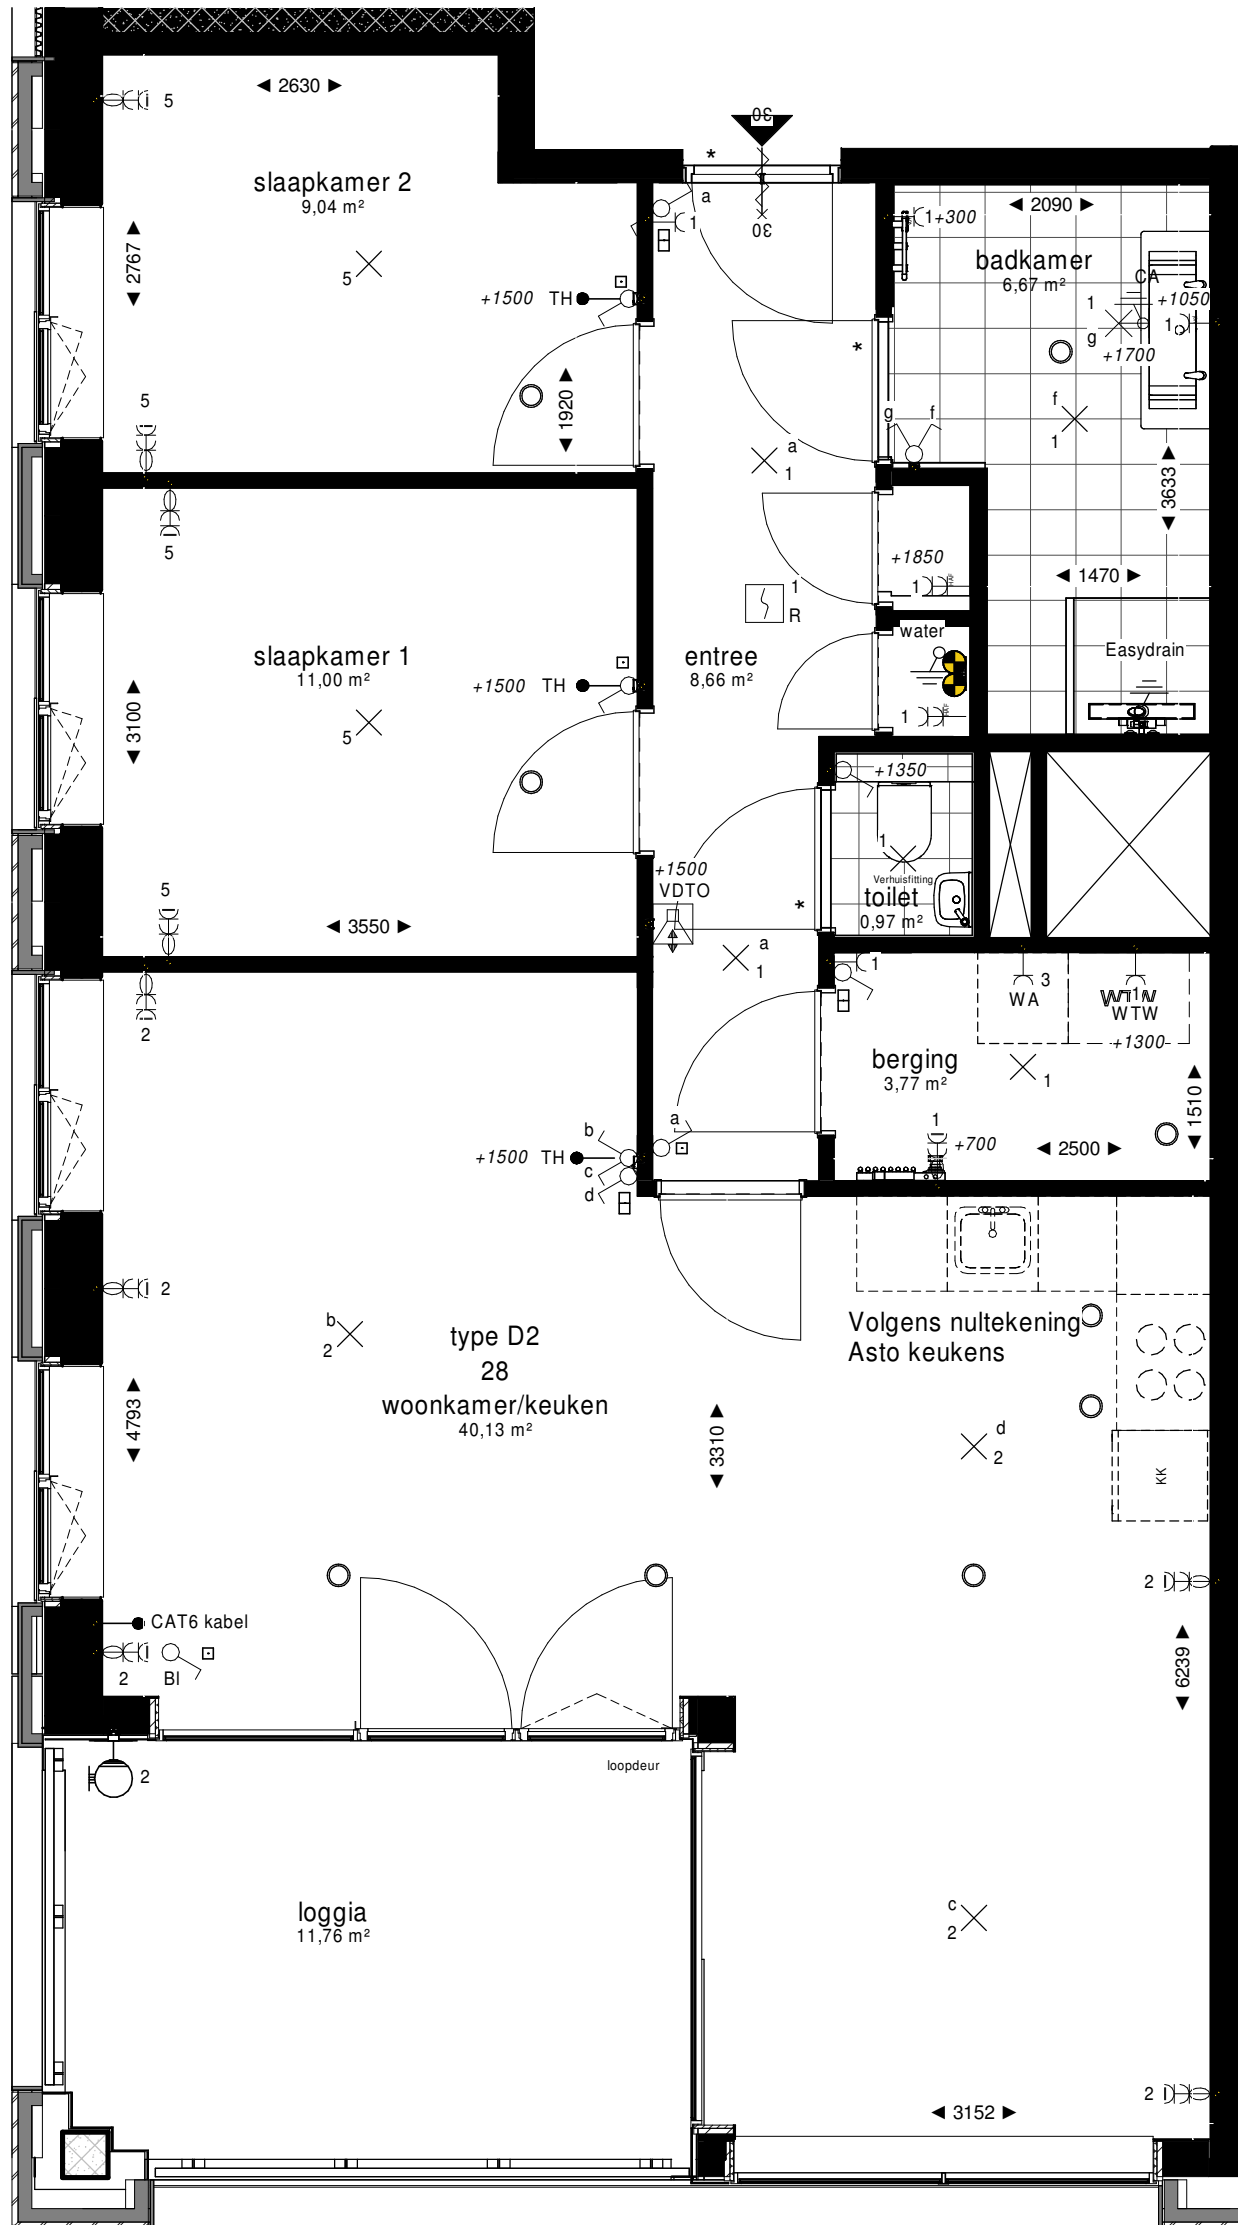 30
2630
*
5
a
slaapkamer 2
9,04 m²
1
30
1+300
2090
badkamer
6,67 m²
CA
2767
5
+1500 TH
1
+1050
g
1
+1700
*
5
1920
a
1
g
f
f
1
3633
5
+1850
1
1470
1
R
water
Easydrain
slaapkamer 1
11,00 m²
entree
8,66 m²
+1500 TH
3100
5
1
+1350
1
+1500
VDTO
Verhuisfitting
toilet
0,97 m²
5
3550
*
a
1
1
3
WA
1
WTW
WTW
+1300
2
berging
3,77 m²
1
1510
b
+1500 TH
c
d
a
1
+700
2500
2
b
2
type D2
28
woonkamer/keuken
40,13 m²
Volgens nultekening
Asto keukens
4793
3310
d
2
KK
2
CAT6 kabel
2
BI
6239
2
loopdeur
loggia
11,76 m²
c
2
2
3152